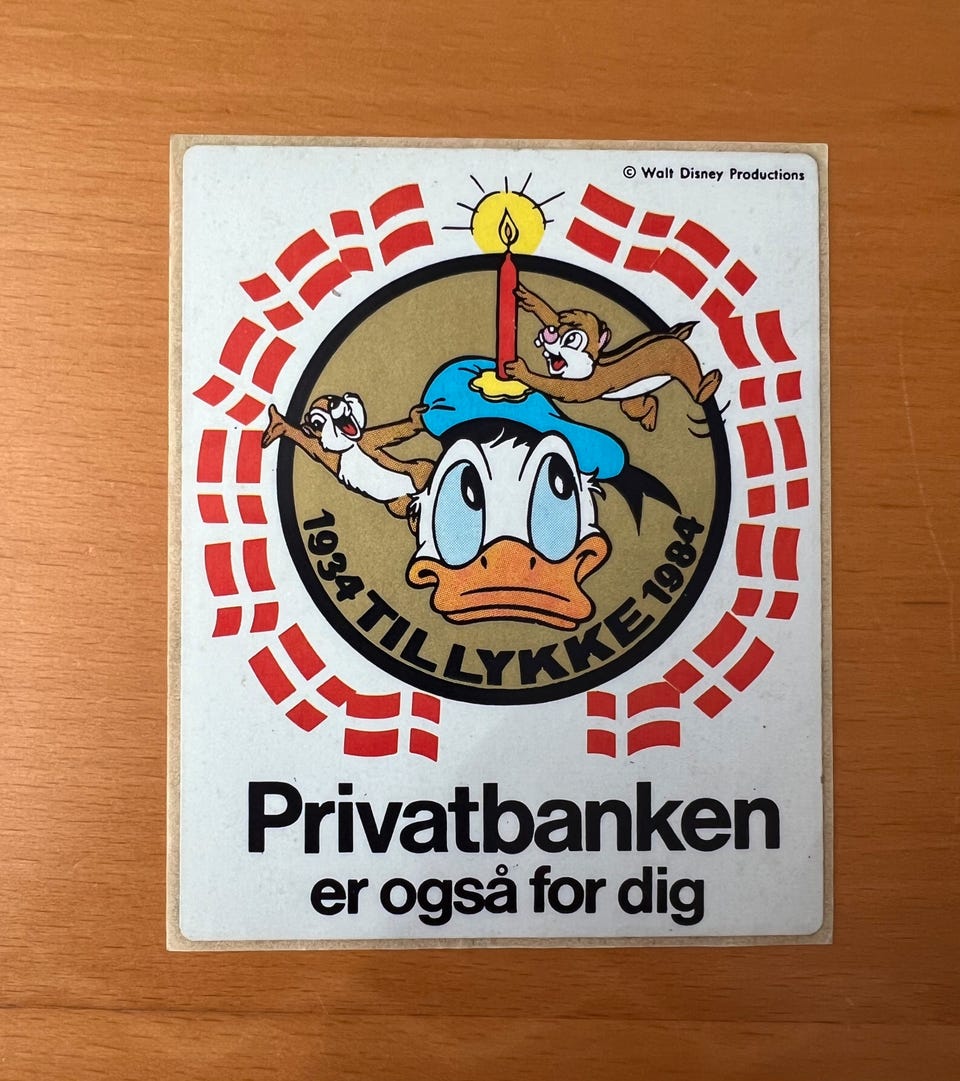 © Walt Disney Productions
1934 TILLYKKE 1984
Privatbanken
er også for dig